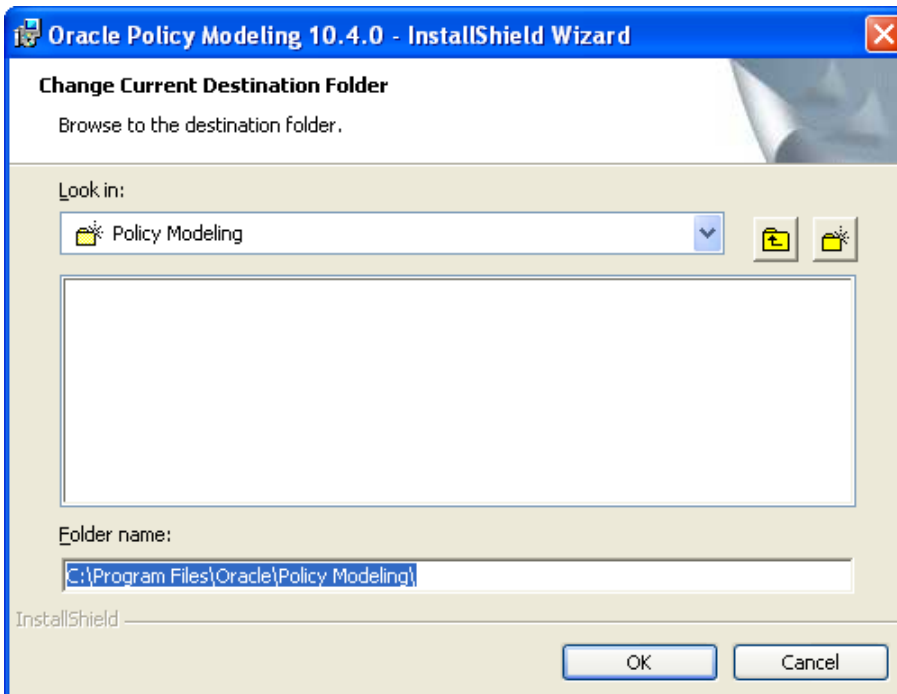 Oracle Policy Modeling 10.4.0 - InstallShield Wizard
Change Current Destination Folder
Browse to the destination folder.
Look in:
Policy Modeling
Folder name:
C:\Program Files\Oracle\Policy Modeling\
InstallShield
OK Cancel